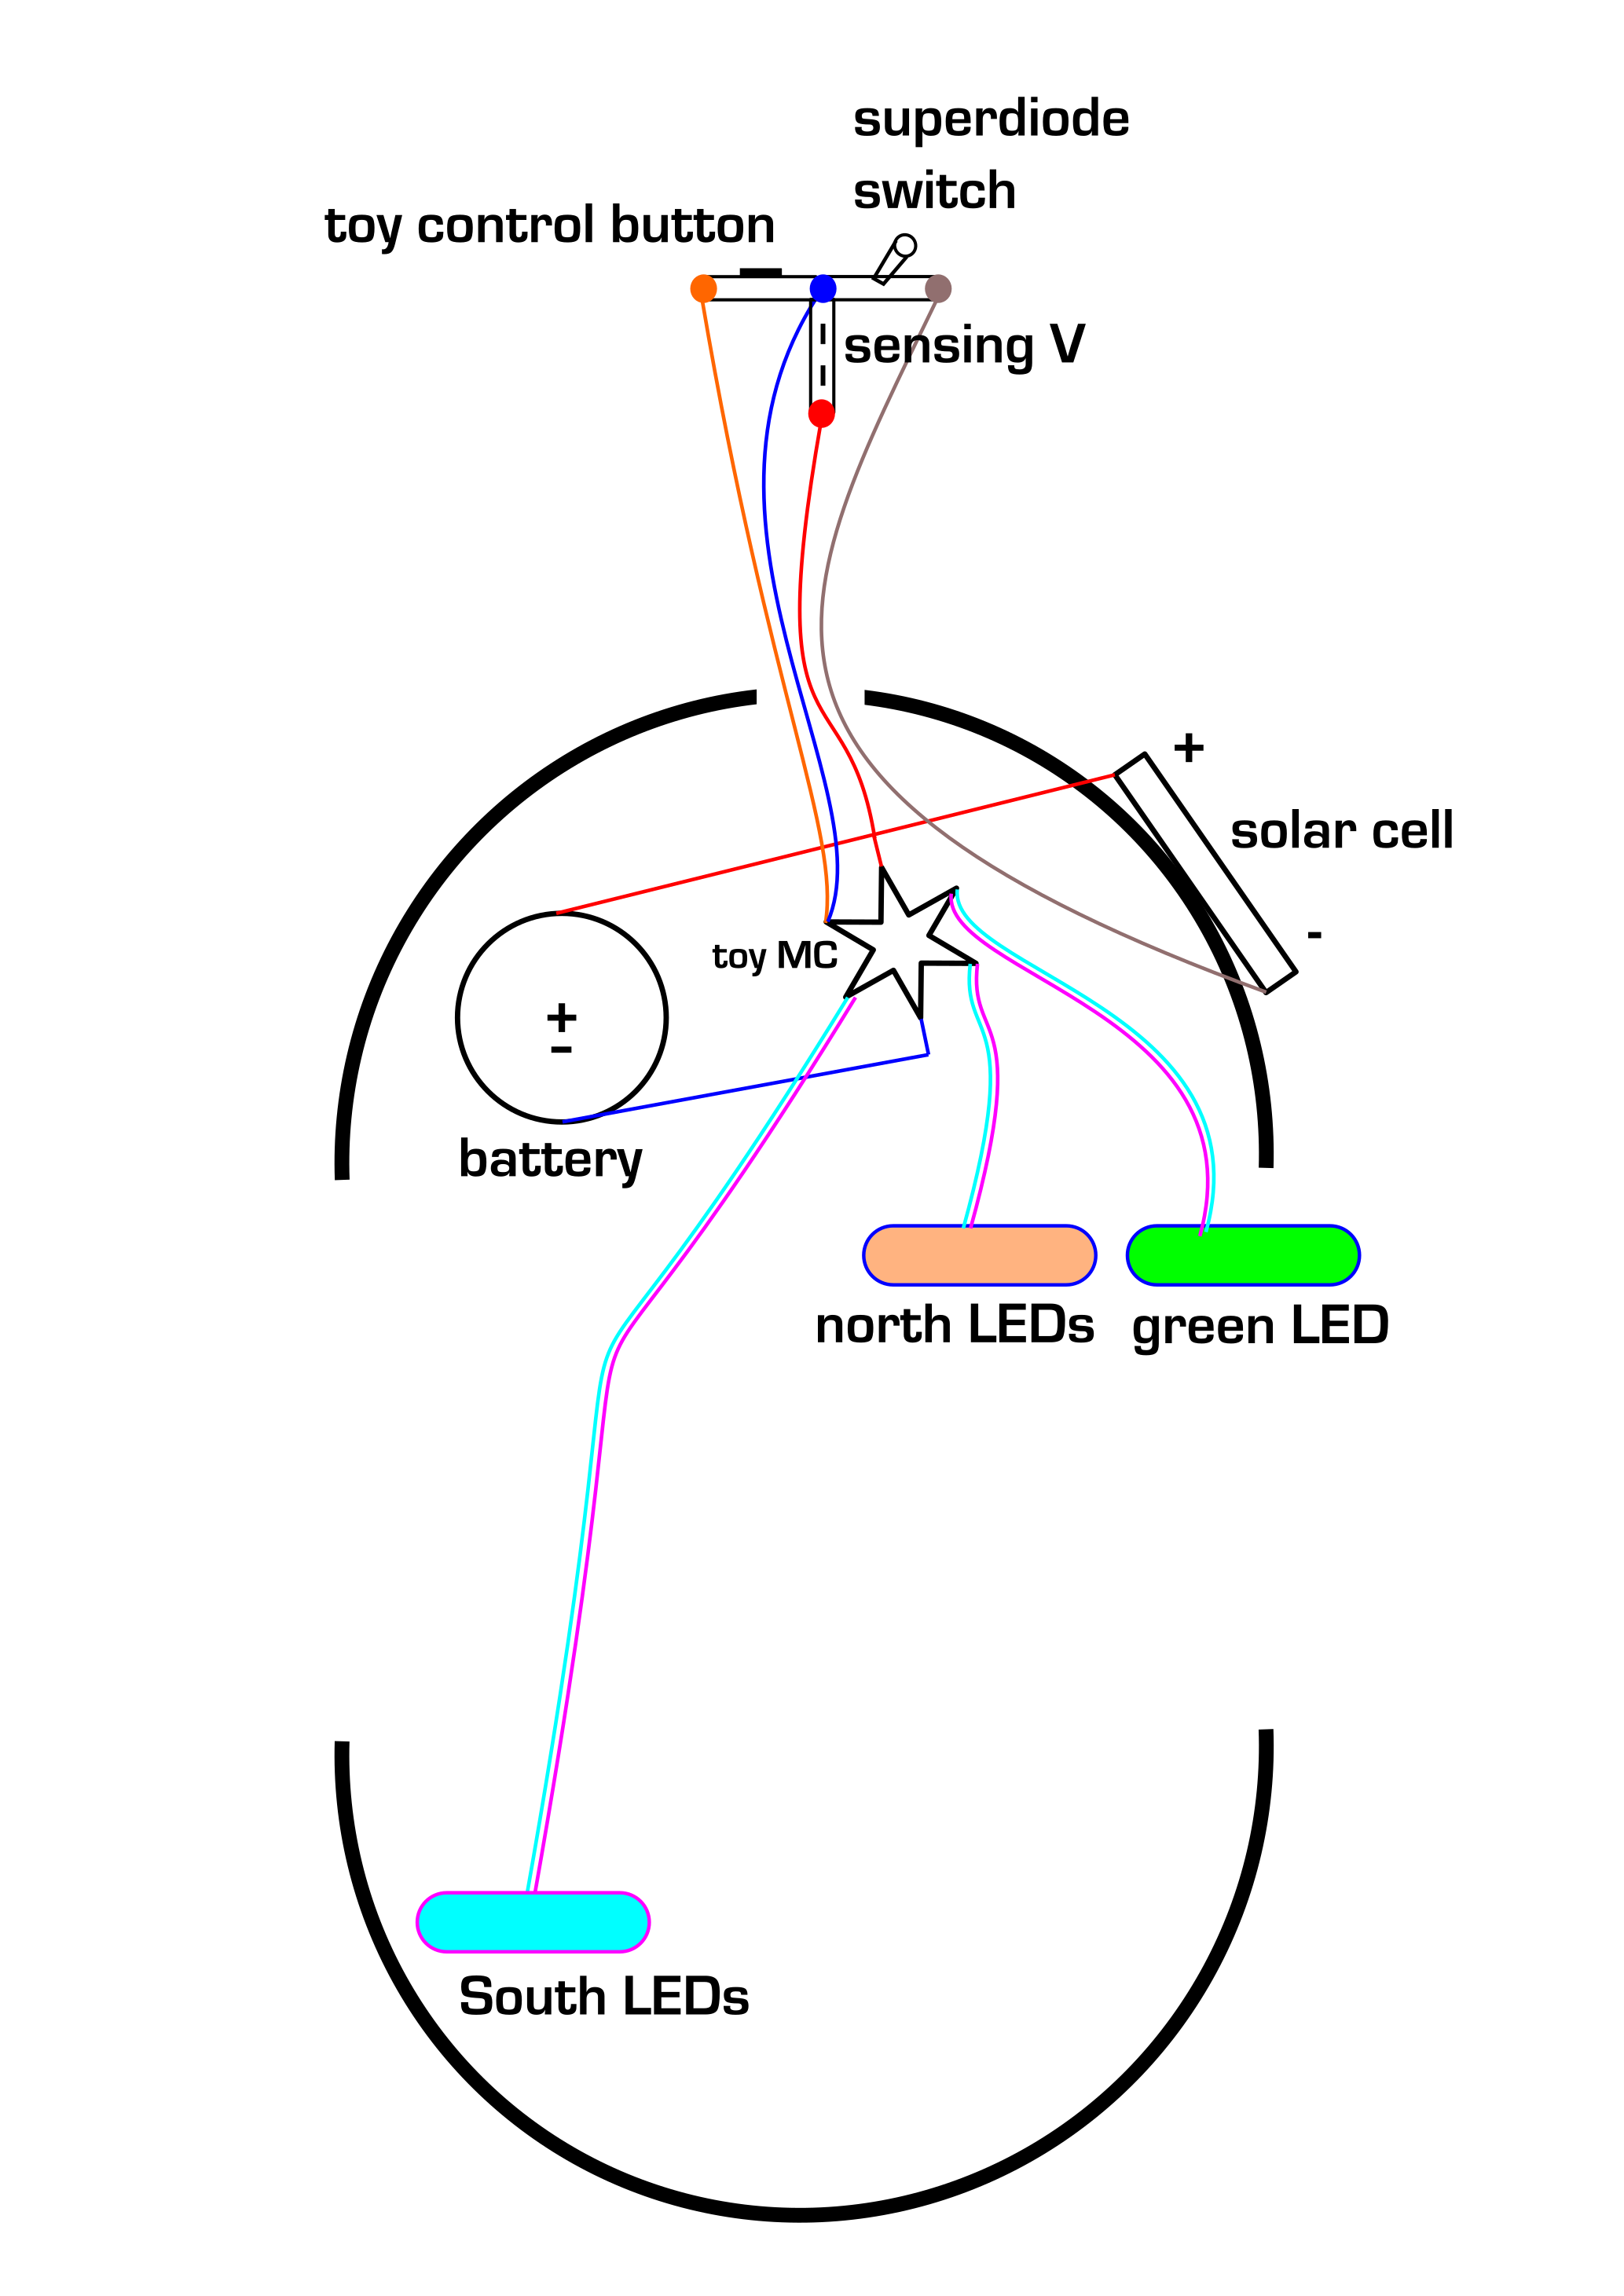 superdiode
switch
toy control button
sensing V
+
solar cell
-
toy MC
+
-
battery
north LEDs
green LED
South LEDs